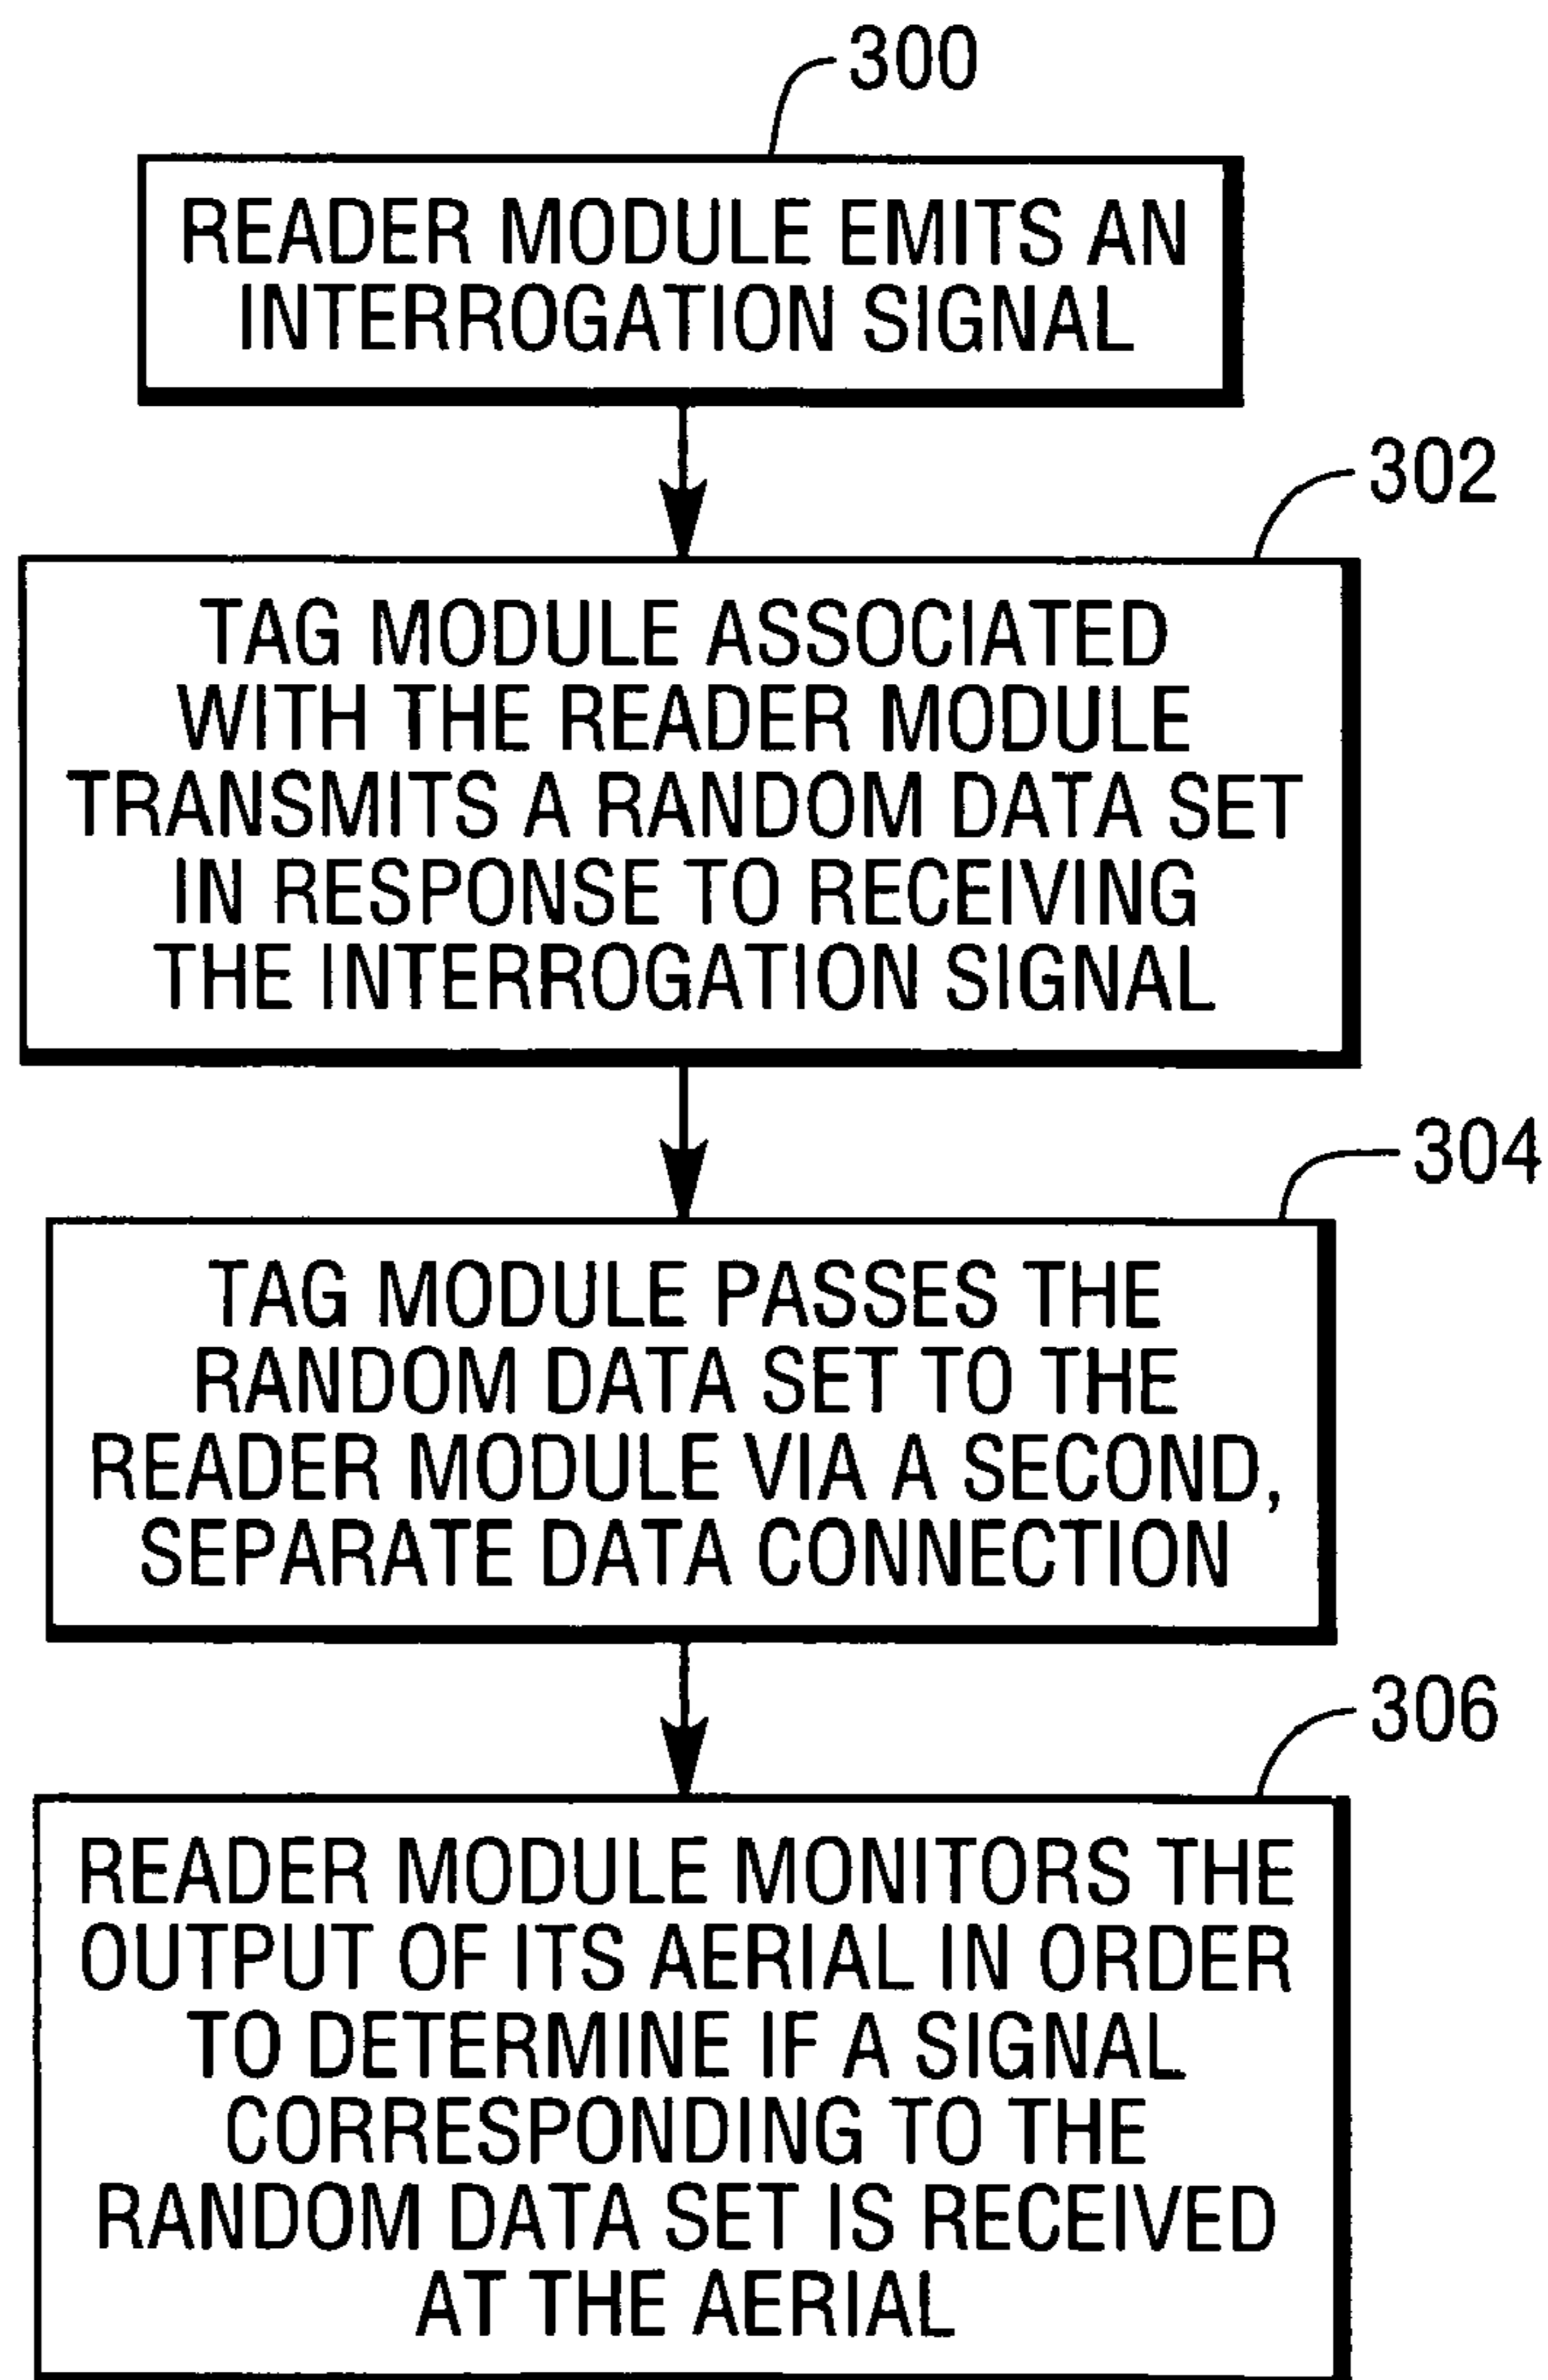 300
READER MODULE EMITS AN
INTERROGATION SIGNAL
302
TAG MODULE ASSOCIATED
WITH THE READER MODULE
TRANSMITS A RANDOM DATA SET
IN RESPONSE TO RECEIVING
THE INTERROGATION SIGNAL
304
TAG MODULE PASSES THE
RANDOM DATA SET TO THE
READER MODULE VIA A SECOND,
SEPARATE DATA CONNECTION
306
READER MODULE MONITORS THE
OUTPUT OF ITS AERIAL IN ORDER
TO DETERMINE IF A SIGNAL
CORRESPONDING TO THE
RANDOM DATA SET IS RECEIVED
AT THE AERIAL